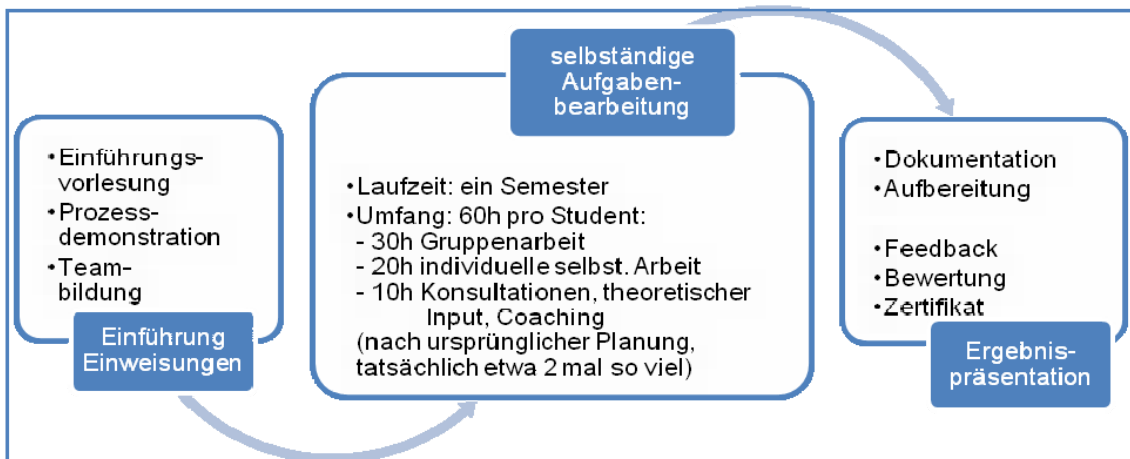 Einführungs-
vorlesung
Prozess-
demonstration
Team-
bildung
Einführung
Einweisungen
selbständige
Aufgaben-
bearbeitung
Laufzeit: ein Semester
Umfang: 60h pro Student:
- 30h Gruppenarbeit
- 20h individuelle selbst. Arbeit
- 10h Konsultationen, theoretischer
Input, Coaching
(nach ursprünglicher Planung,
tatsächlich etwa 2 mal so viel)
Dokumentation
Aufbereitung
Feedback
Bewertung
Zertifikat
Ergebnis-
präsentation